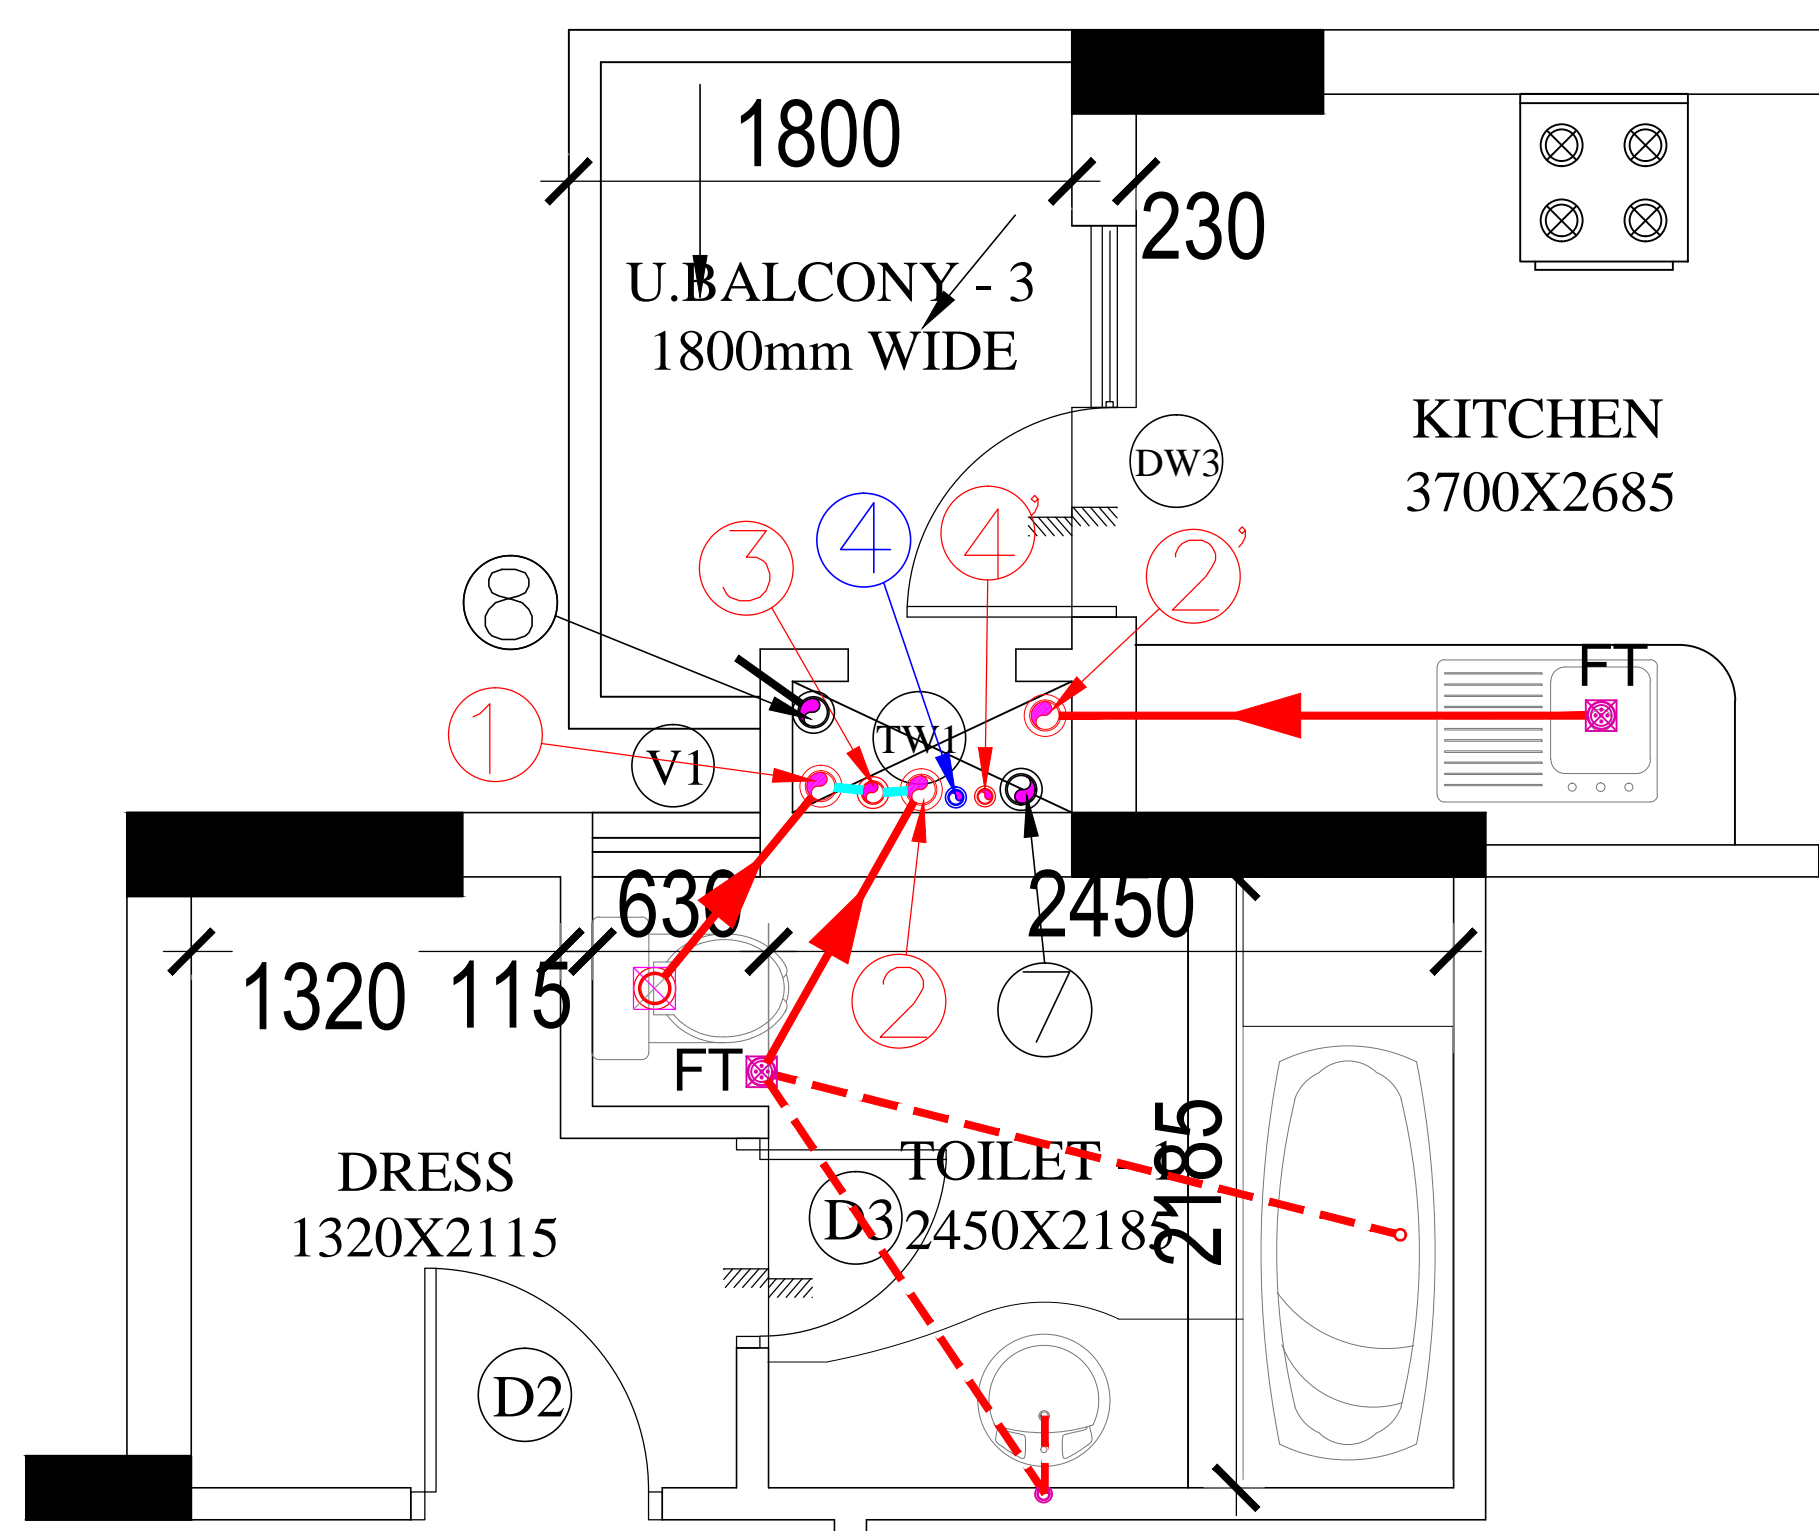 1800
230
U.BALCONY - 3
1800mm WIDE
KITCHEN
3700X2685
DW3
4
4'
3
2'
8
FT
1
TW1
V1
630
2450
1320
115
2
7
FT
2185
DRESS
1320X2115
TOILET - 1
2450X2185
D3
D2